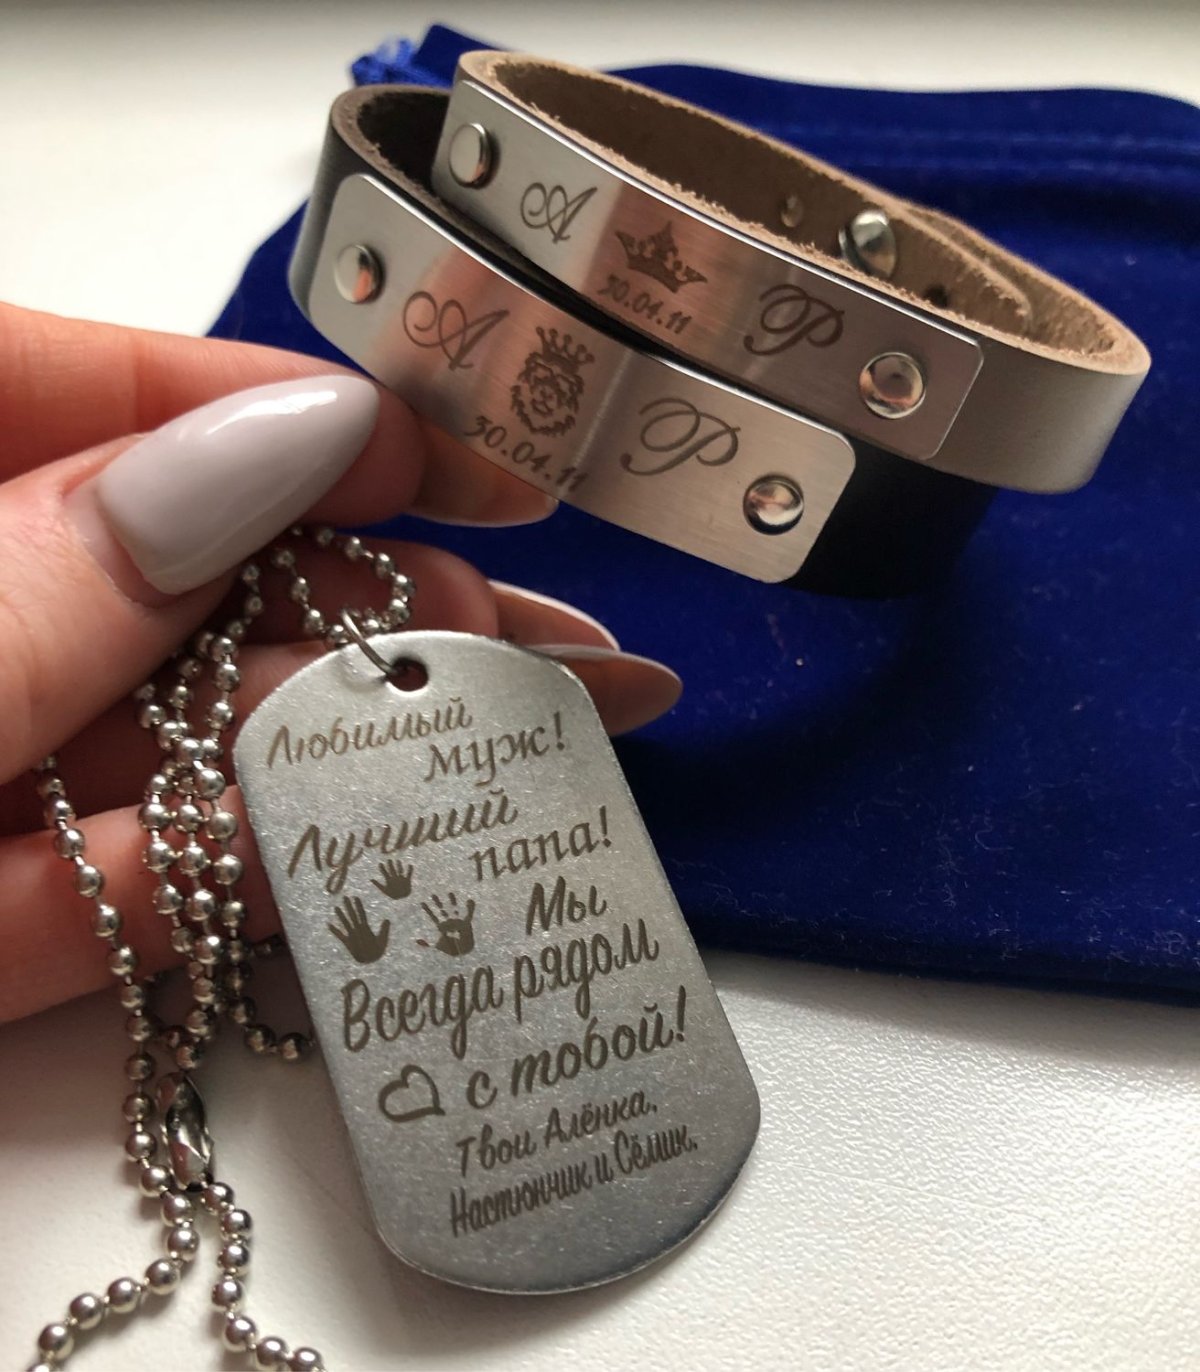 А Р
30.04.11
А Р
30.04.11
Любимый
муж!
Лучший
папа!
Мы
Всегда рядом
с тобой!
Твои Алёнка,
Настюнчик и Сёмик.